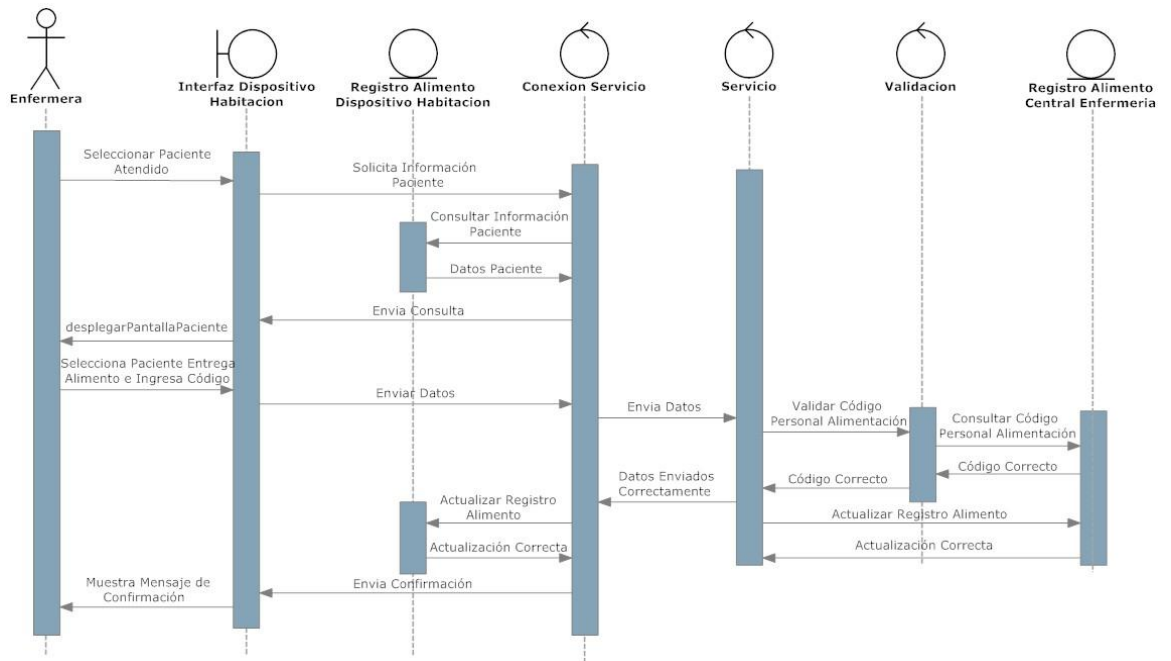 Enfermera
Interfaz Dispositivo
Habitacion
Registro Alimento
Dispositivo Habitacion
Conexion Servicio
Servicio
Validacion
Registro Alimento
Central Enfermeria
Seleccionar Paciente
Atendido
Solicita Información
Paciente
Consultar Información
Paciente
Datos Paciente
Envia Consulta
desplegarPantallaPaciente
Selecciona Paciente Entrega
Alimento e Ingresa Código
Enviar Datos
Envia Datos
Validar Código
Personal Alimentación
Consultar Código
Personal Alimentación
Código Correcto
Código Correcto
Datos Enviados
Correctamente
Actualizar Registro
Alimento
Actualizar Registro Alimento
Actualización Correcta
Actualización Correcta
Envia Confirmación
Muestra Mensaje de
Confirmación